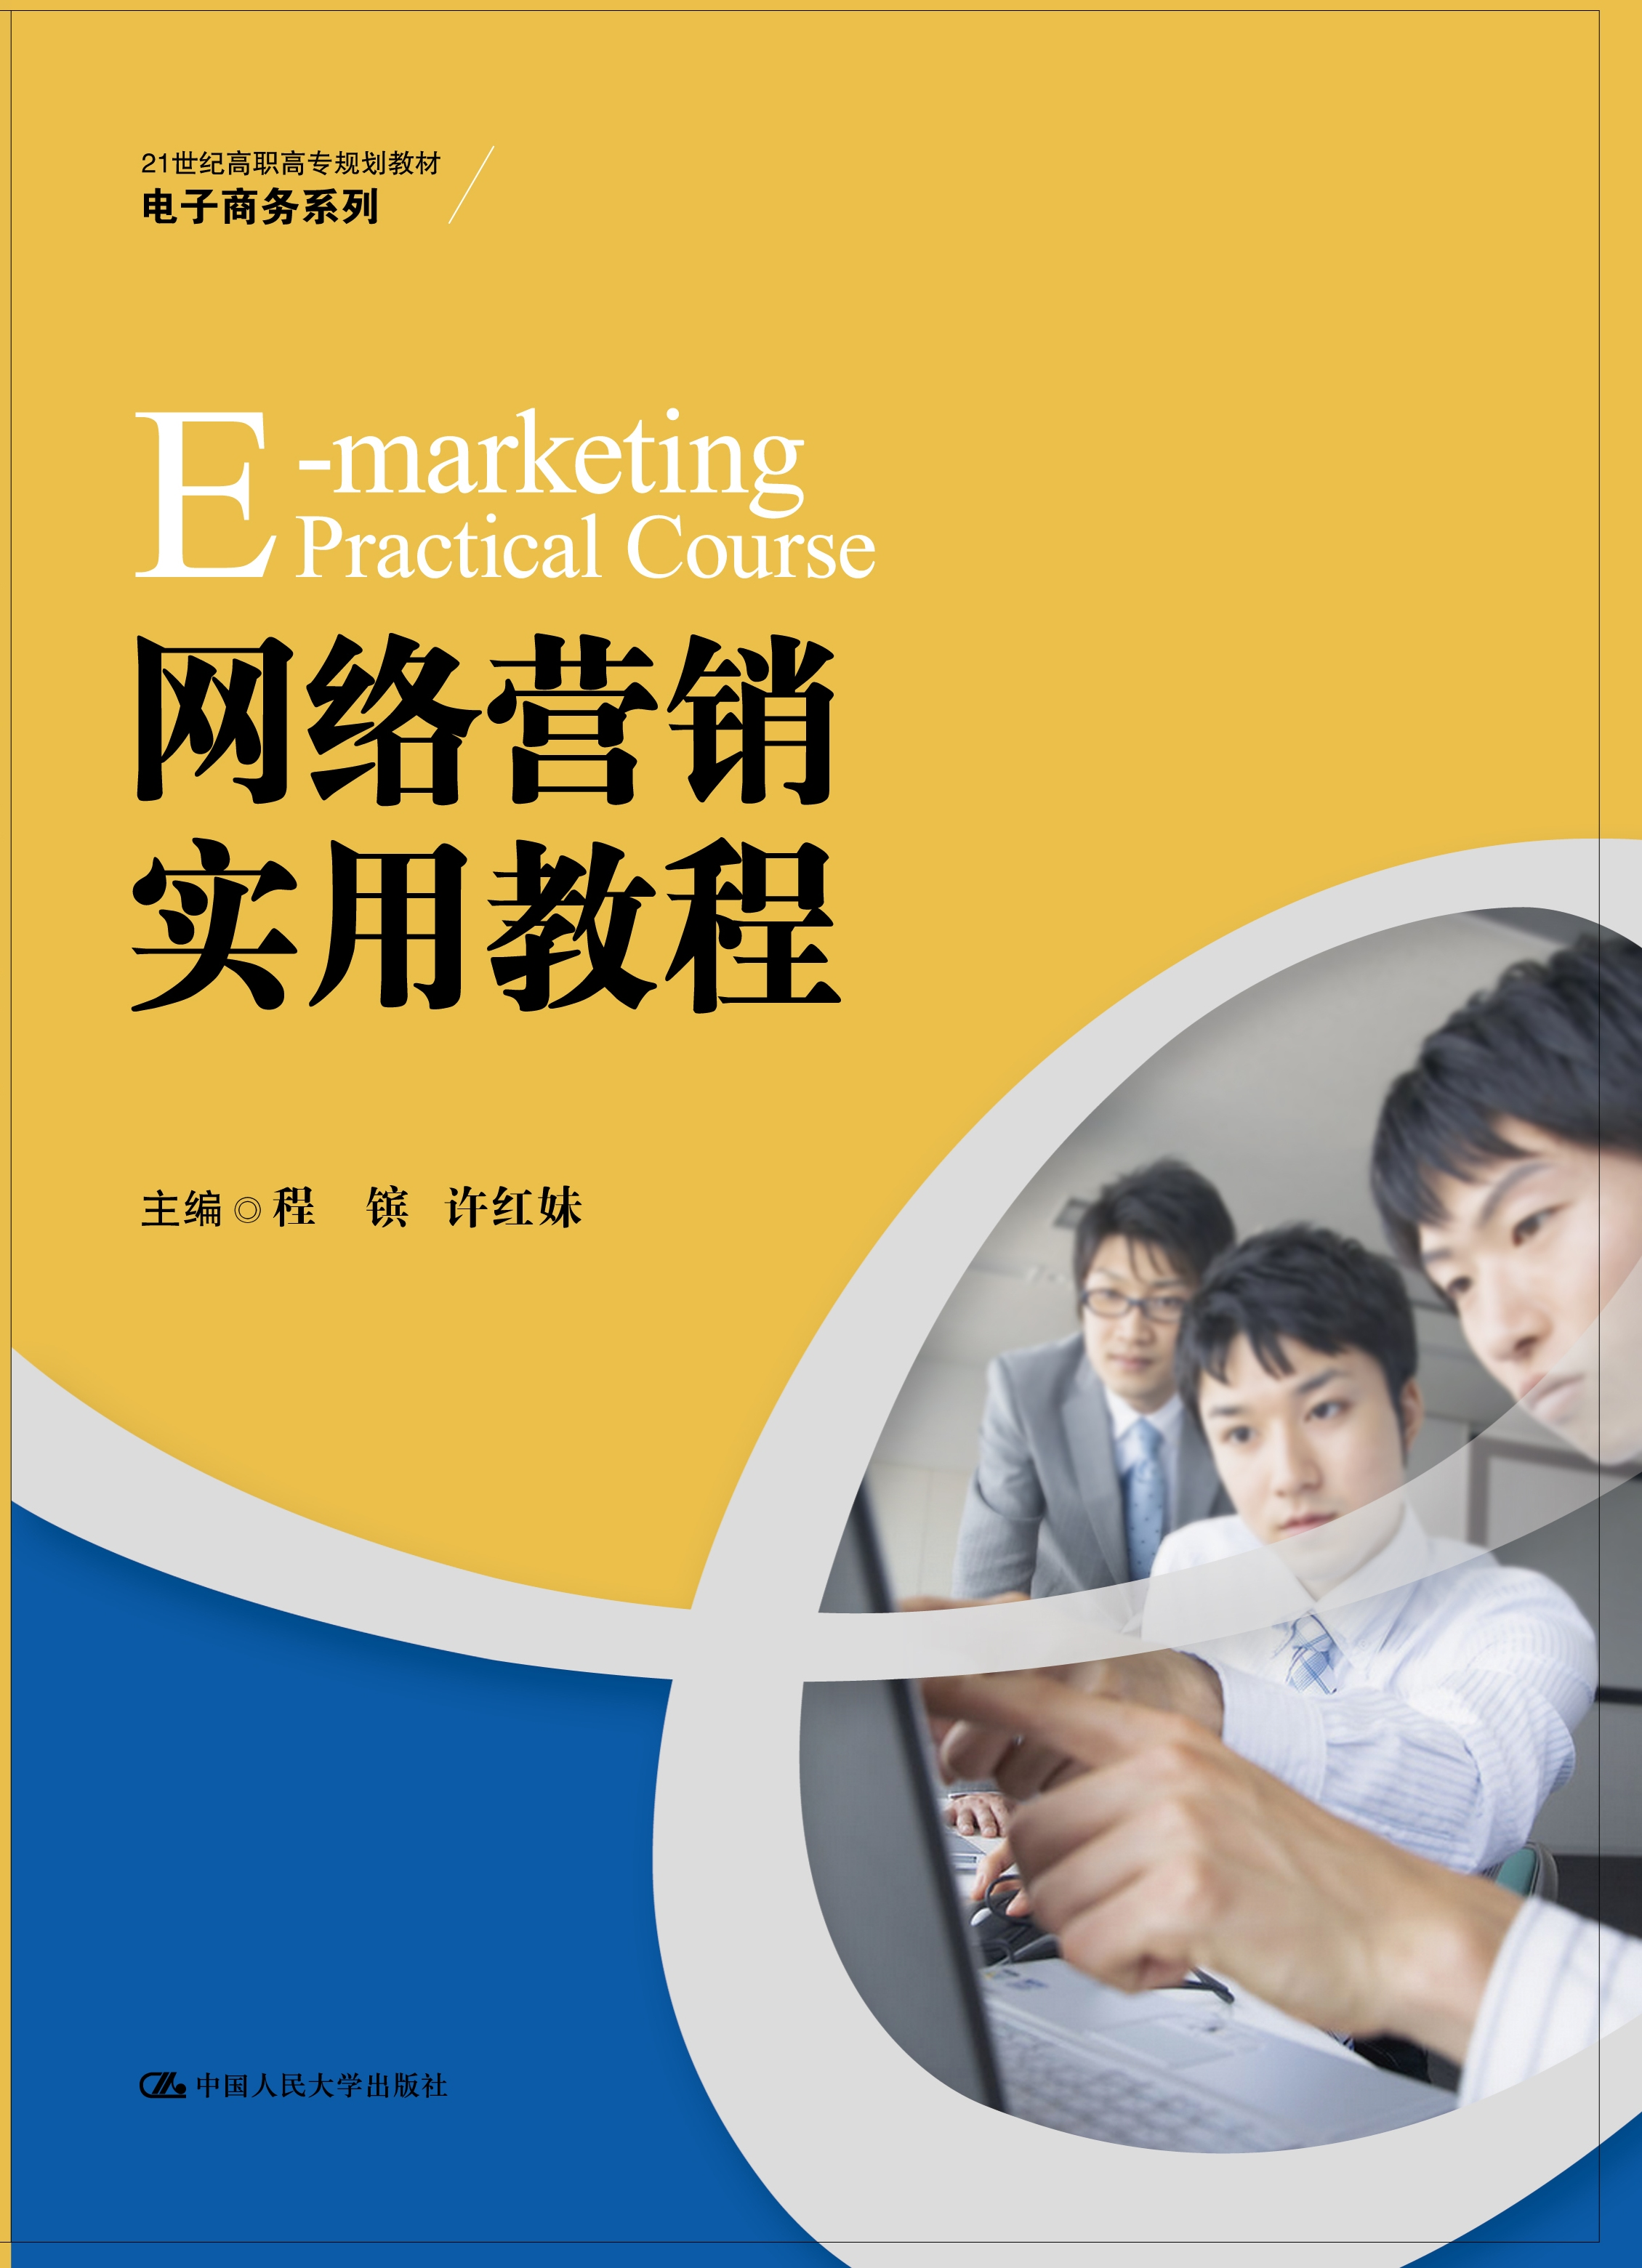 21世纪高职高专规划教材
电子商务系列
E-marketing
Practical Course
网络营销
实用教程
主编◎程 镔 许红妹
中国人民大学出版社